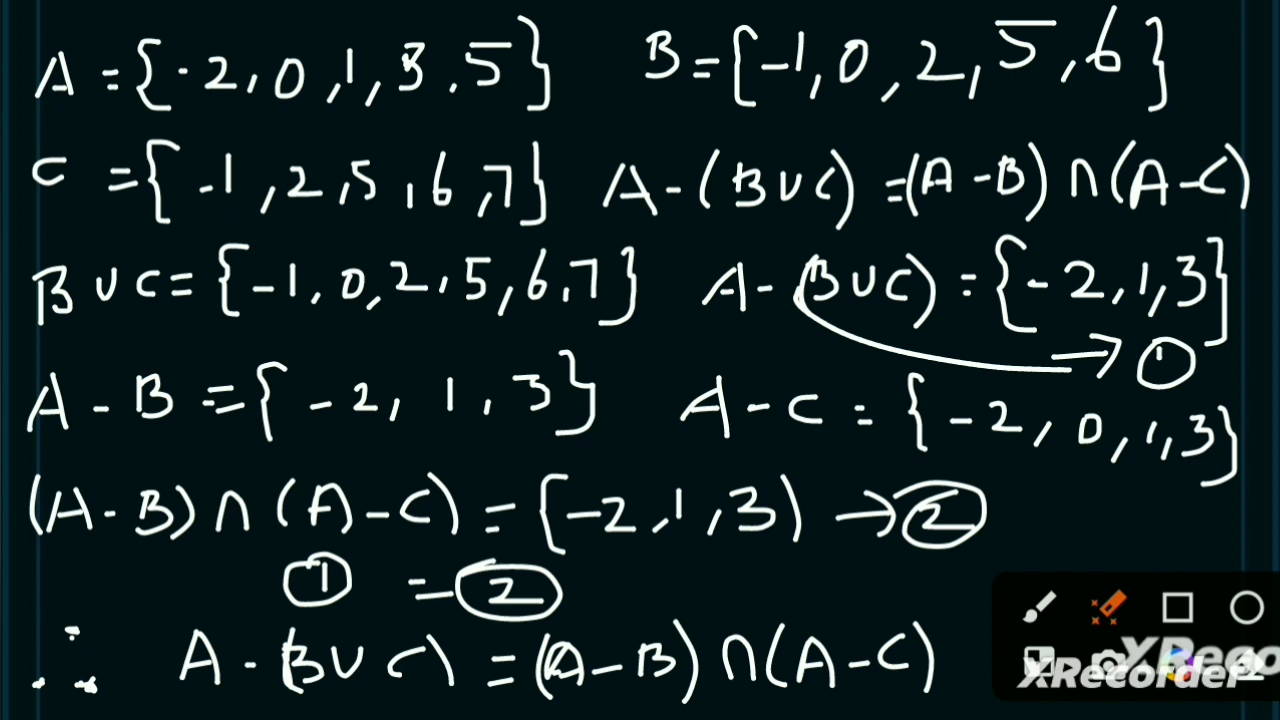 A = {-2, 0, 1, 3, 5} B = {-1, 0, 2, 5, 6}
C = {-1, 2, 5, 6, 7} A - (B ∪ C) = (A - B) ∩ (A - C)
B ∪ C = {-1, 0, 2, 5, 6, 7} A - (B ∪ C) = {-2, 1, 3}
→ ①
A - B = {-2, 1, 3} A - C = {-2, 0, 1, 3}
(A - B) ∩ (A - C) = {-2, 1, 3) → ②
① = ②
∴ A - (B ∪ C) = (A - B) ∩ (A - C)
XRecorder
XReco